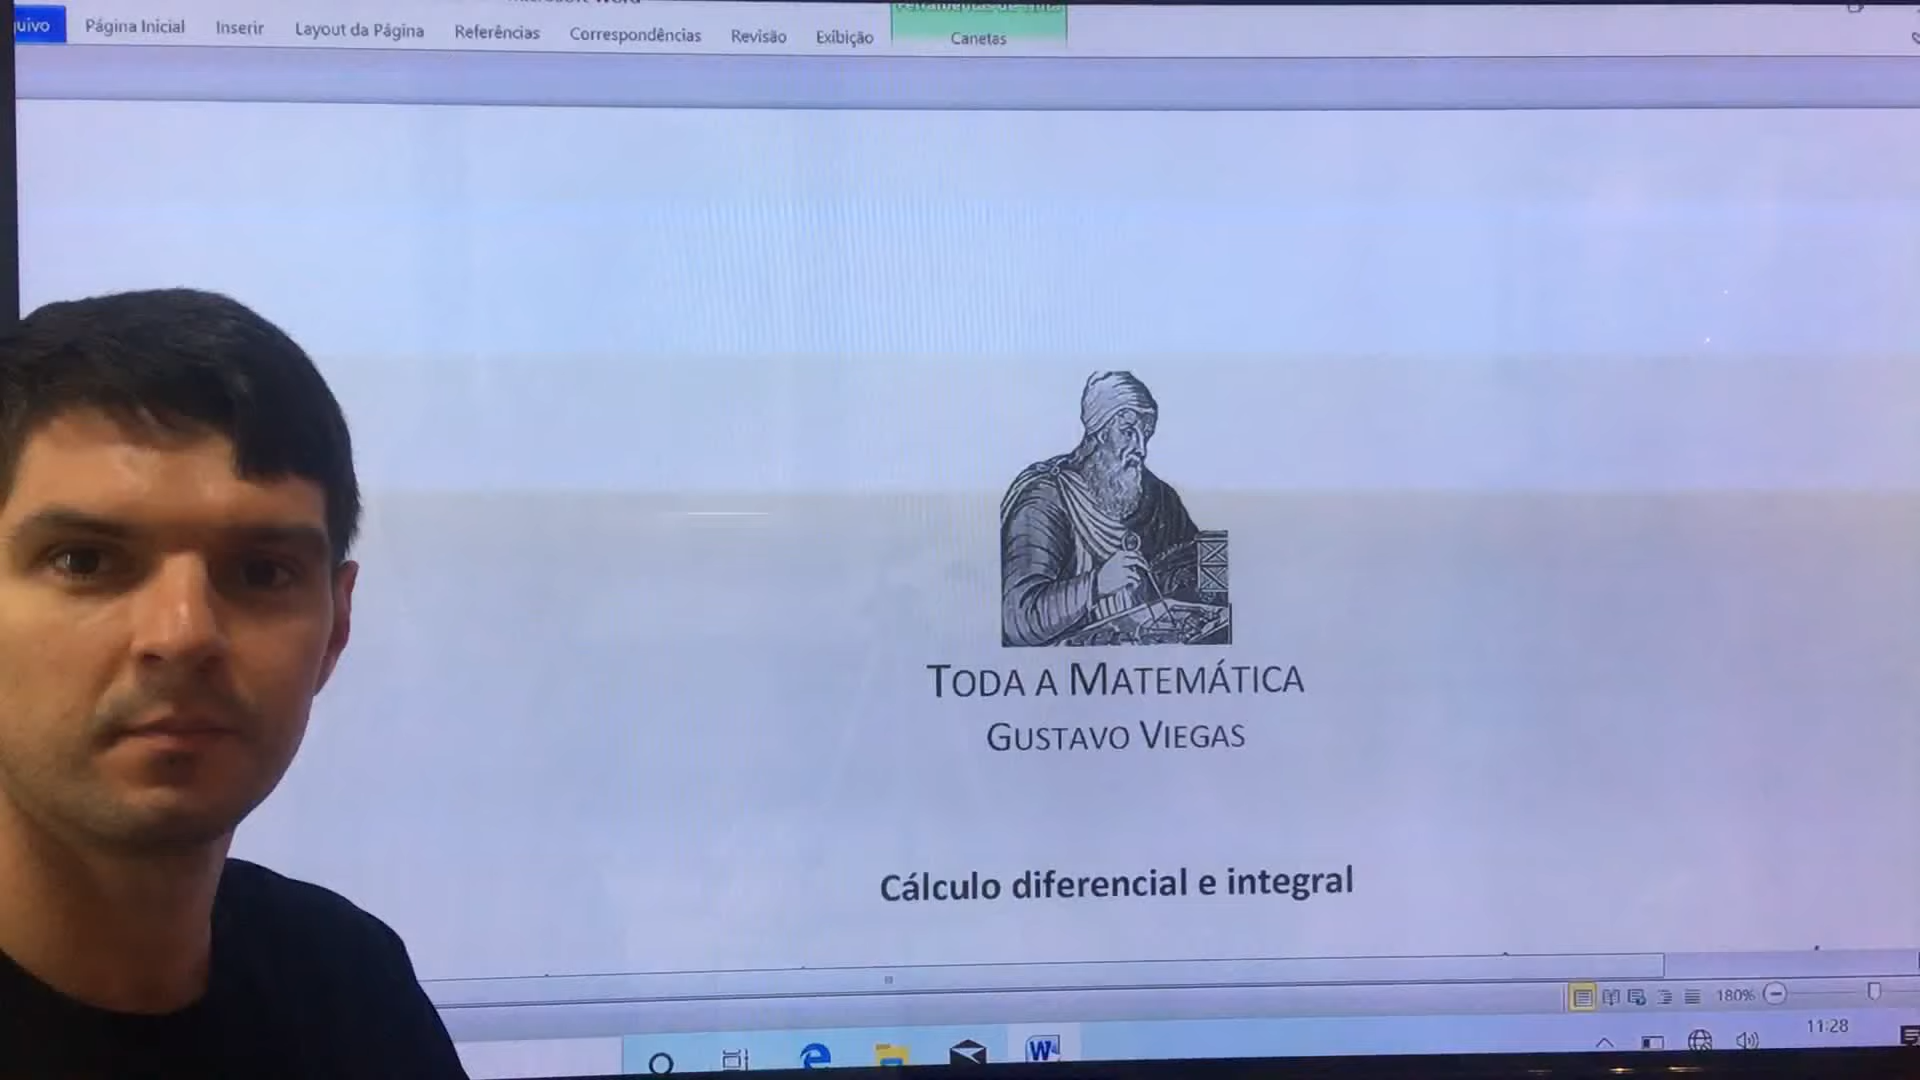 uivo Página Inicial Inserir Layout da Página Referências Correspondências Revisão Exibição Canetas
TODA A MATEMÁTICA
GUSTAVO VIEGAS
Cálculo diferencial e integral
180%
11:28